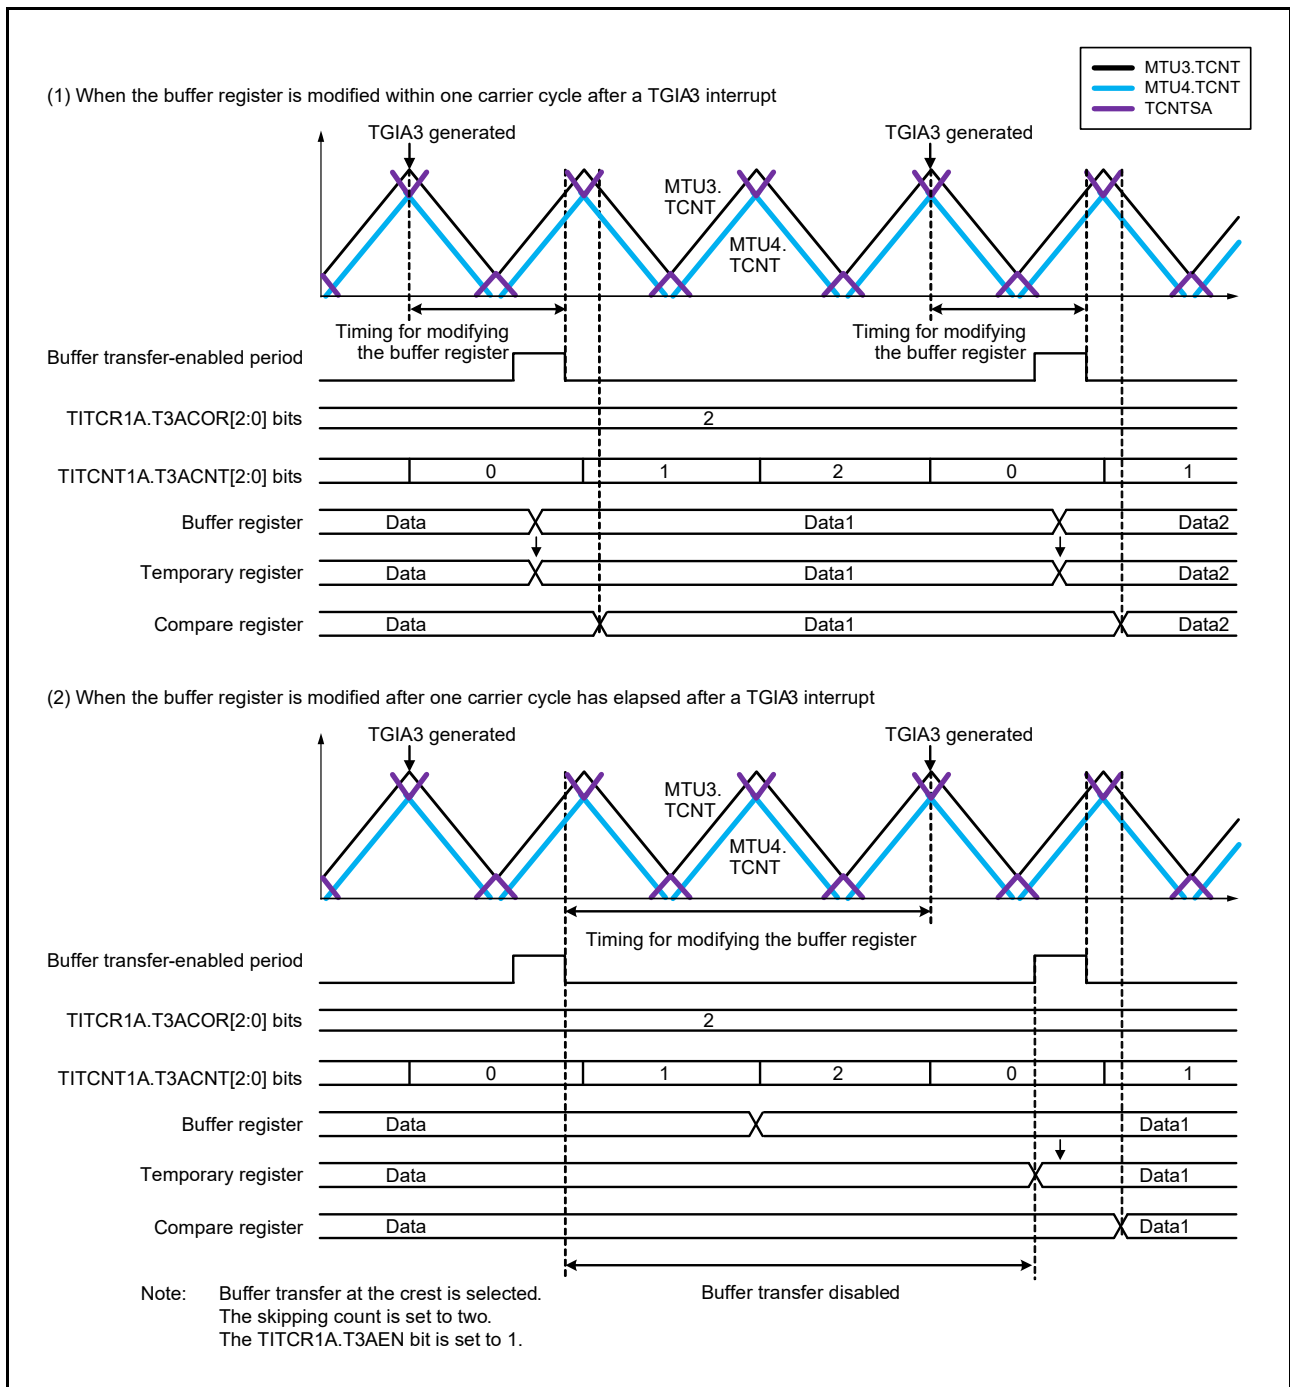 MTU3.TCNT
MTU4.TCNT
TCNTSA
(1) When the buffer register is modified within one carrier cycle after a TGIA3 interrupt
TGIA3 generated
TGIA3 generated
MTU3.
TCNT
MTU4.
TCNT
Timing for modifying
the buffer register
Timing for modifying
the buffer register
Buffer transfer-enabled period
TITCR1A.T3ACOR[2:0] bits
2
TITCNT1A.T3ACNT[2:0] bits
0
1
2
0
1
Buffer register
Data
Data1
Data2
Temporary register
Data
Data1
Data2
Compare register
Data
Data1
Data2
(2) When the buffer register is modified after one carrier cycle has elapsed after a TGIA3 interrupt
TGIA3 generated
TGIA3 generated
MTU3.
TCNT
MTU4.
TCNT
Timing for modifying the buffer register
Buffer transfer-enabled period
TITCR1A.T3ACOR[2:0] bits
2
TITCNT1A.T3ACNT[2:0] bits
0
1
2
0
1
Buffer register
Data
Data1
Temporary register
Data
Data1
Compare register
Data
Data1
Buffer transfer disabled
Note: Buffer transfer at the crest is selected.
The skipping count is set to two.
The TITCR1A.T3AEN bit is set to 1.